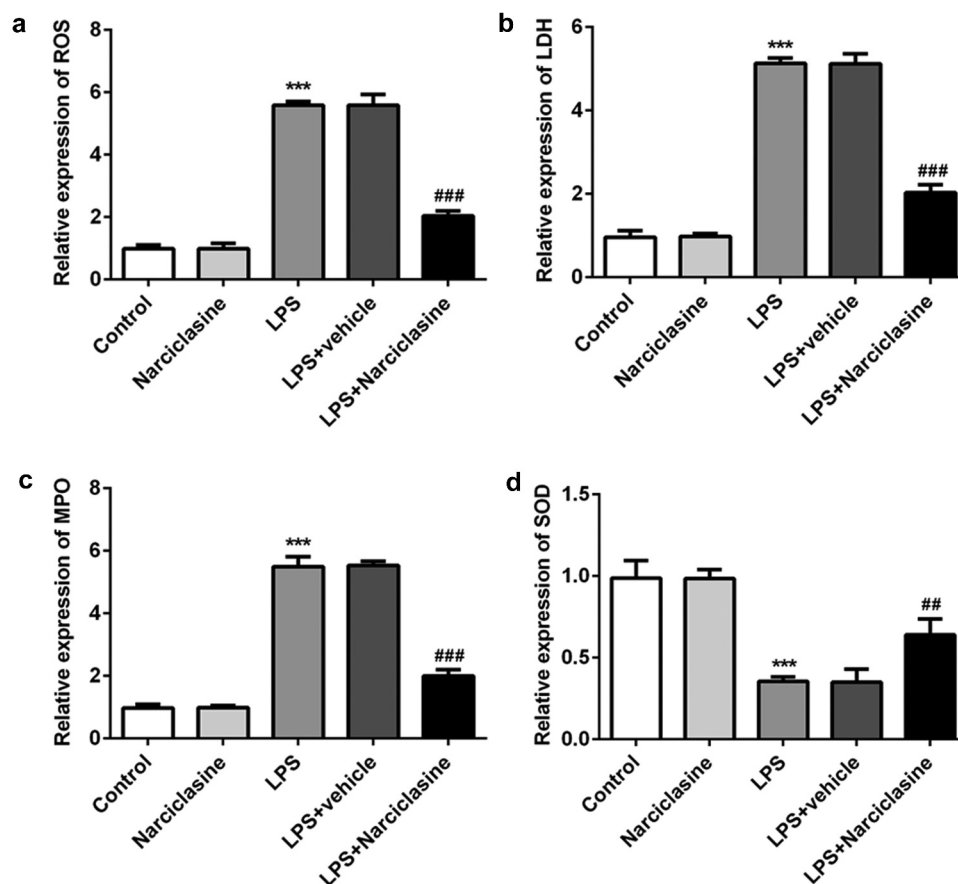 a
Relative expression of ROS
8
6
4
2
0
***
###
Control
Narciclasine
LPS
LPS+vehicle
LPS+Narciclasine
b
Relative expression of LDH
6
4
2
0
***
###
Control
Narciclasine
LPS
LPS+vehicle
LPS+Narciclasine
c
Relative expression of MPO
8
6
4
2
0
***
###
Control
Narciclasine
LPS
LPS+vehicle
LPS+Narciclasine
d
Relative expression of SOD
1.5
1.0
0.5
0.0
***
##
Control
Narciclasine
LPS
LPS+vehicle
LPS+Narciclasine